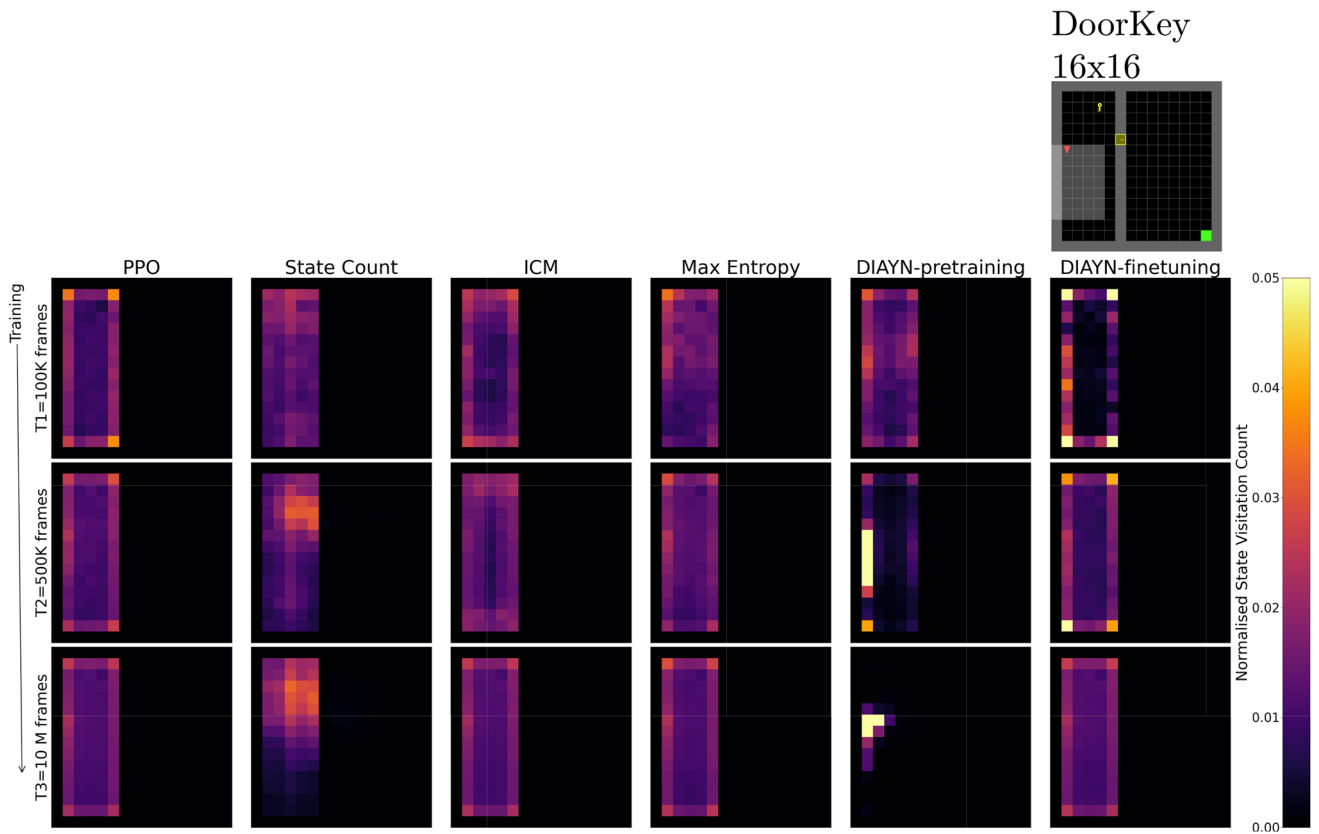 DoorKey
16x16
PPO
State Count
ICM
Max Entropy
DIAYN-pretraining
DIAYN-finetuning
Training
T1=100K frames
T2=500K frames
T3=10 M frames
0.05
0.04
0.03
0.02
0.01
0.00
Normalised State Visitation Count